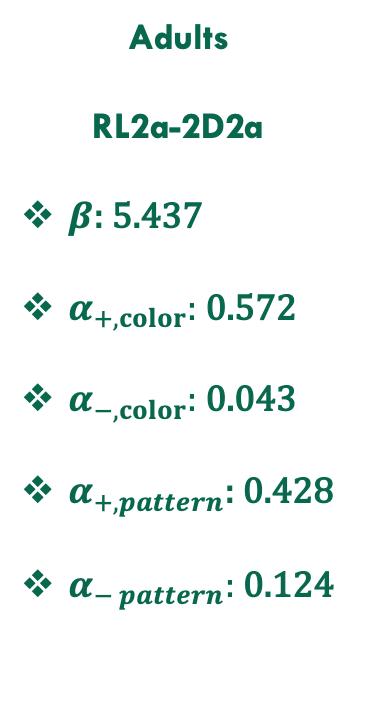 Adults
RL2a-2D2a
❖ β: 5.437
❖ α₊,color: 0.572
❖ α₋,color: 0.043
❖ α₊,pattern: 0.428
❖ α₋ pattern: 0.124